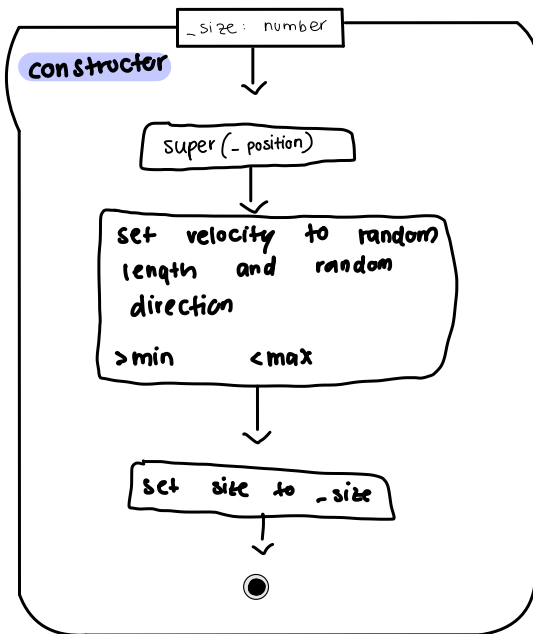 _size: number
constructor
super(_position)
set velocity to random
length and random
direction
>min <max
set size to _size